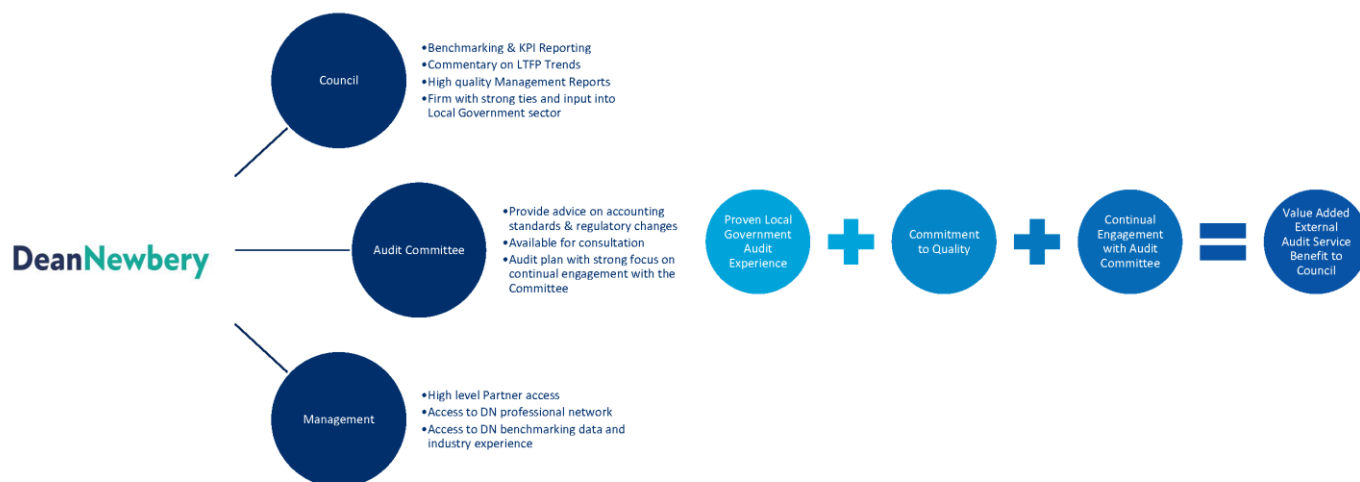 DeanNewbery
Council
•Benchmarking & KPI Reporting
•Commentary on LTFP Trends
•High quality Management Reports
•Firm with strong ties and input into
Local Government sector
Audit Committee
•Provide advice on accounting
standards & regulatory changes
•Available for consultation
•Audit plan with strong focus on
continual engagement with the
Committee
Management
•High level Partner access
•Access to DN professional network
•Access to DN benchmarking data and
industry experience
Proven Local
Government
Audit
Experience
+
Commitment
to Quality
+
Continual
Engagement
with Audit
Committee
=
Value Added
External
Audit Service
Benefit to
Council